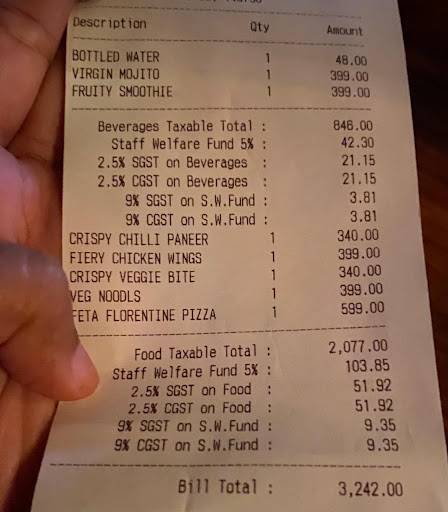 Description Qty Amount
BOTTLED WATER 1 48.00
VIRGIN MOJITO 1 399.00
FRUITY SMOOTHIE 1 399.00
Beverages Taxable Total : 846.00
Staff Welfare Fund 5% : 42.30
2.5% SGST on Beverages : 21.15
2.5% CGST on Beverages : 21.15
9% SGST on S.W.Fund : 3.81
9% CGST on S.W.Fund : 3.81
CRISPY CHILLI PANEER 1 340.00
FIERY CHICKEN WINGS 1 399.00
CRISPY VEGGIE BITE 1 340.00
VEG NOODLS 1 399.00
FETA FLORENTINE PIZZA 1 599.00
Food Taxable Total : 2,077.00
Staff Welfare Fund 5% : 103.85
2.5% SGST on Food : 51.92
2.5% CGST on Food : 51.92
9% SGST on S.W.Fund : 9.35
9% CGST on S.W.Fund : 9.35
Bill Total : 3,242.00